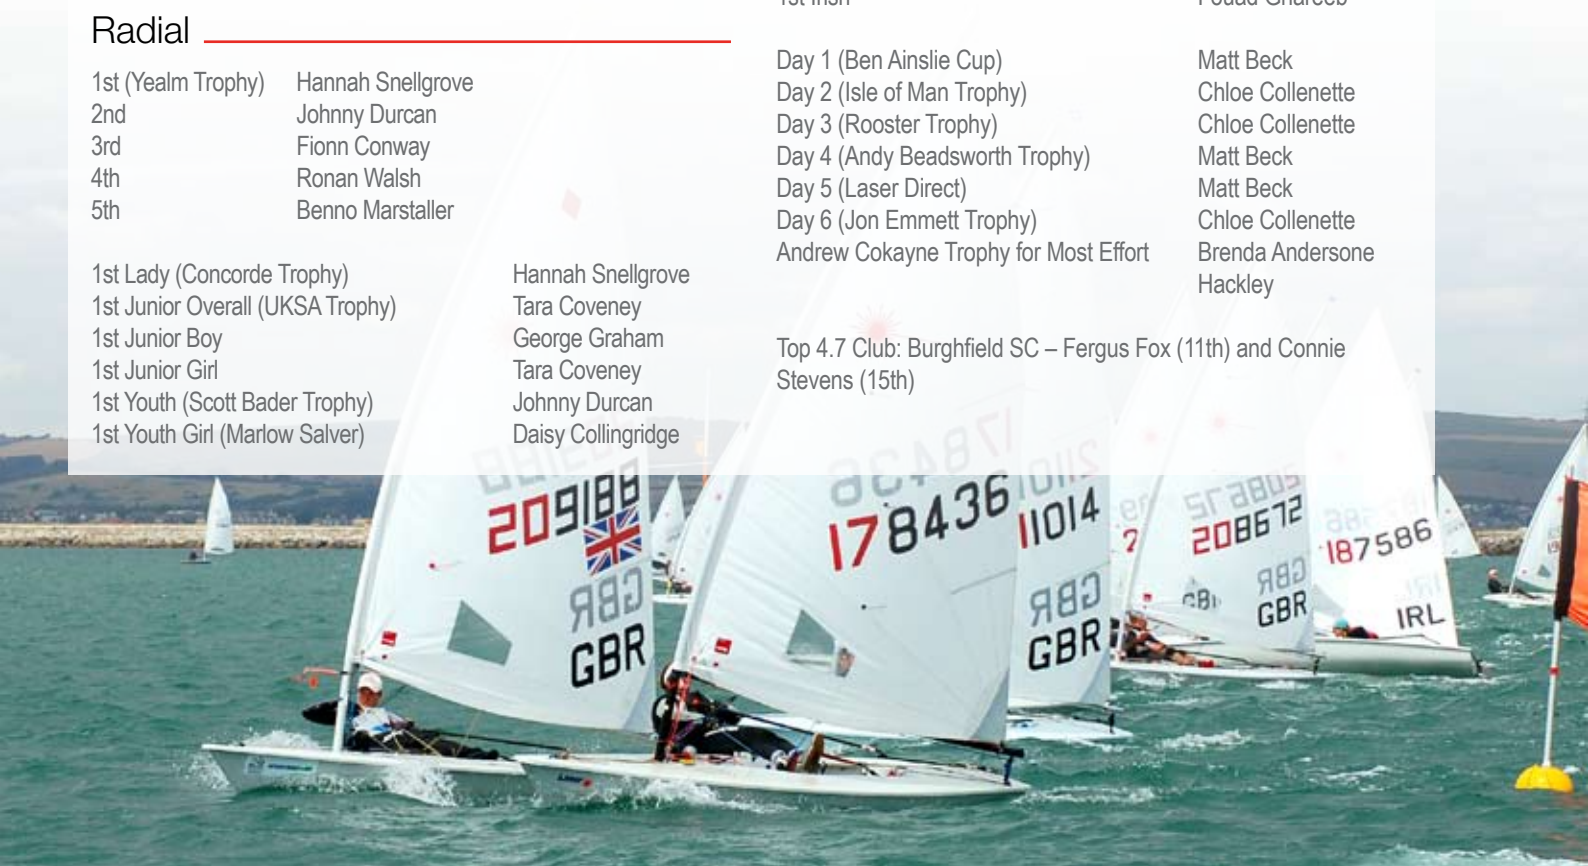 Radial
1st (Yealm Trophy) Hannah Snellgrove
2nd Johnny Durcan
3rd Fionn Conway
4th Ronan Walsh
5th Benno Marstaller
1st Lady (Concorde Trophy) Hannah Snellgrove
1st Junior Overall (UKSA Trophy) Tara Coveney
1st Junior Boy George Graham
1st Junior Girl Tara Coveney
1st Youth (Scott Bader Trophy) Johnny Durcan
1st Youth Girl (Marlow Salver) Daisy Collingridge
1st Irish Fouad Ghareeb
Day 1 (Ben Ainslie Cup) Matt Beck
Day 2 (Isle of Man Trophy) Chloe Collenette
Day 3 (Rooster Trophy) Chloe Collenette
Day 4 (Andy Beadsworth Trophy) Matt Beck
Day 5 (Laser Direct) Matt Beck
Day 6 (Jon Emmett Trophy) Chloe Collenette
Andrew Cokayne Trophy for Most Effort Brenda Andersone
Hackley
Top 4.7 Club: Burghfield SC – Fergus Fox (11th) and Connie
Stevens (15th)
209188
GBR
178436
11014
GBR
208672
GBR
187586
IRL